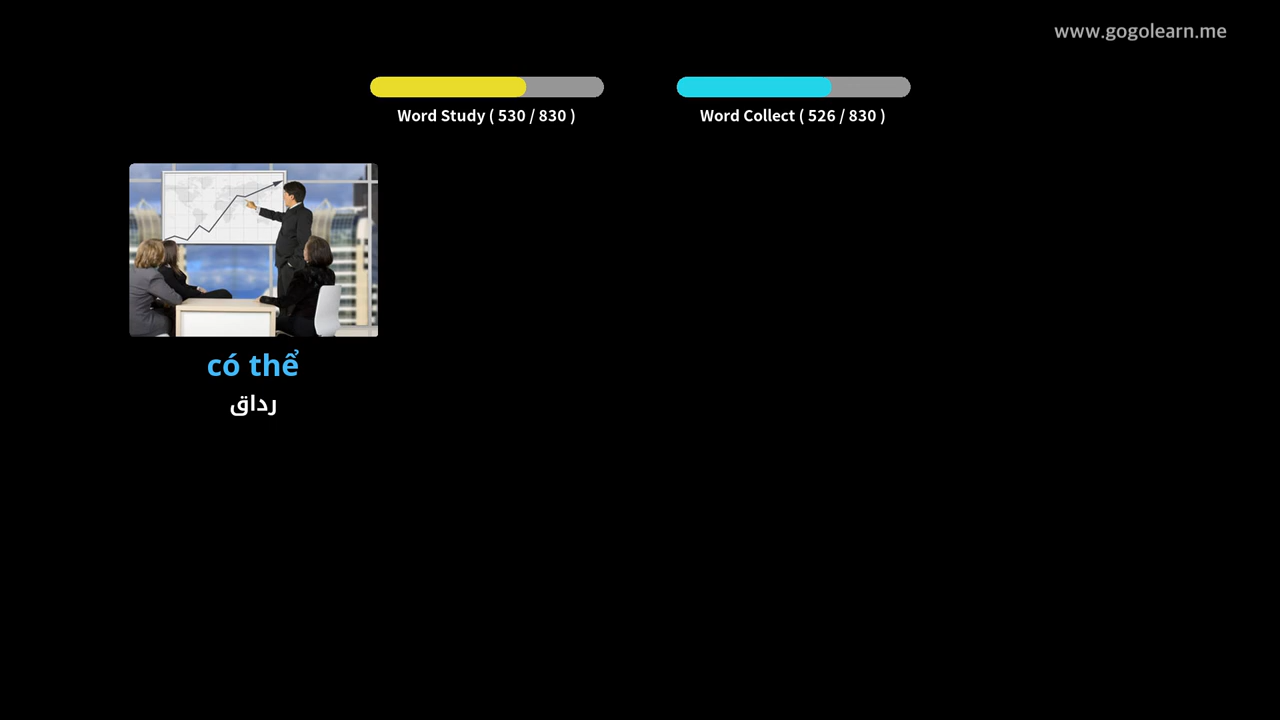 www.gogolearn.me
Word Study ( 530 / 830 )
Word Collect ( 526 / 830 )
có thể
رداق